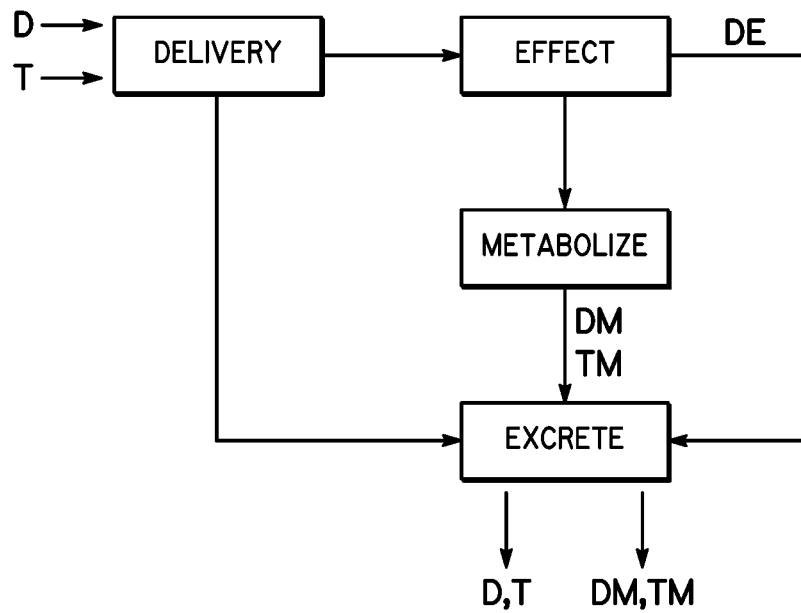 D
T
DELIVERY
EFFECT
DE
METABOLIZE
DM
TM
EXCRETE
D,T
DM,TM